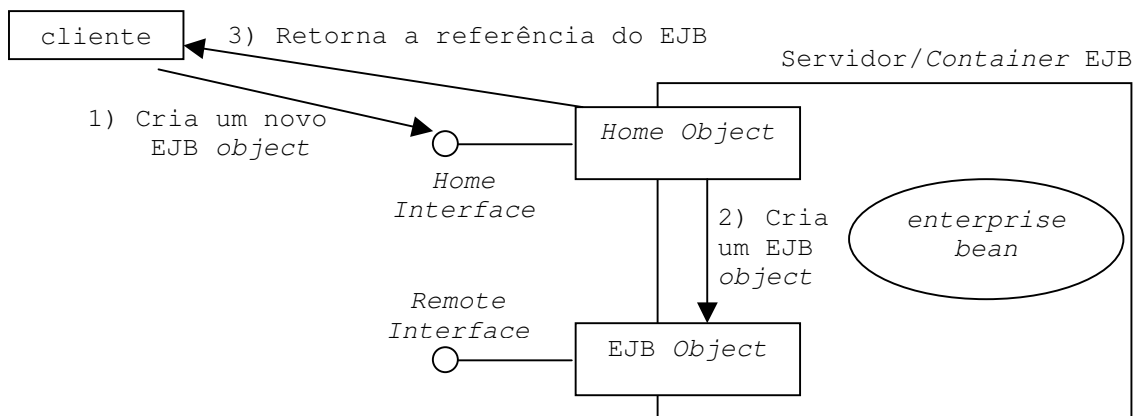 cliente
3) Retorna a referência do EJB
Servidor/Container EJB
1) Cria um novo
EJB object
Home Object
Home
Interface
2) Cria
um EJB
object
enterprise
bean
Remote
Interface
EJB Object